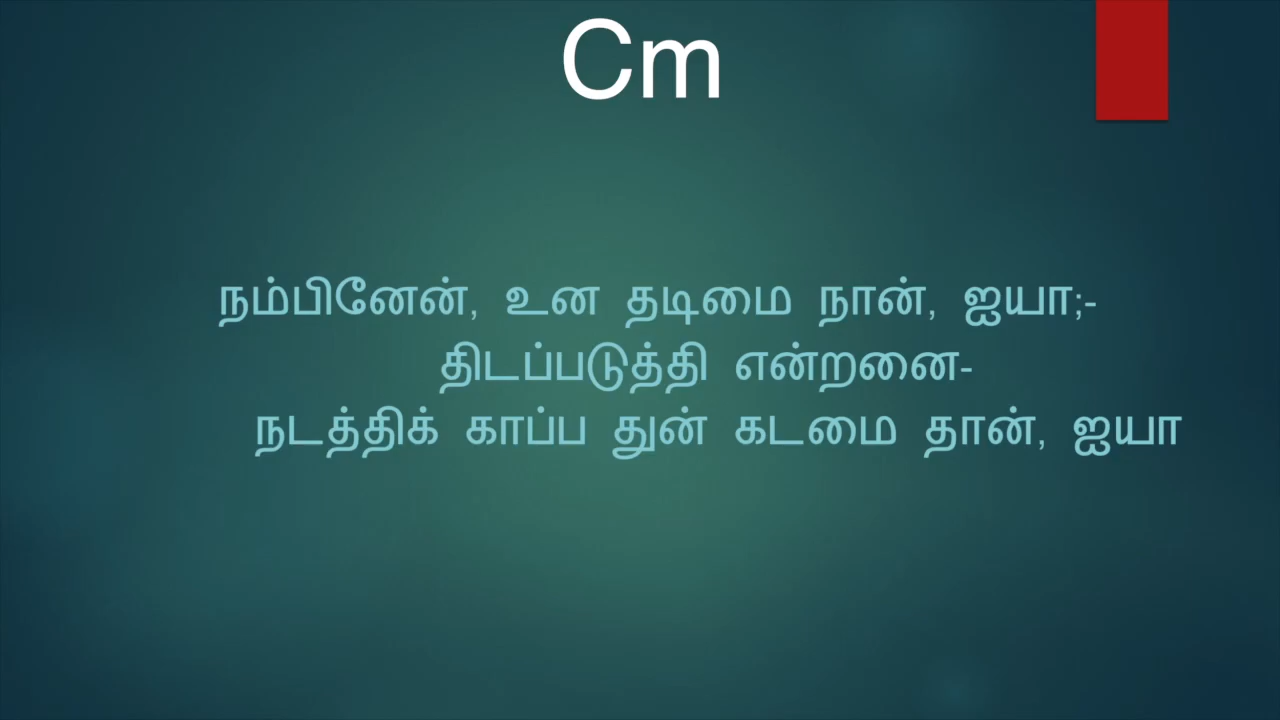 Cm
நம்பினேன், உன தடிமை நான், ஐயா;-
திடப்படுத்தி என்றனை-
நடத்திக் காப்ப துன் கடமை தான், ஐயா